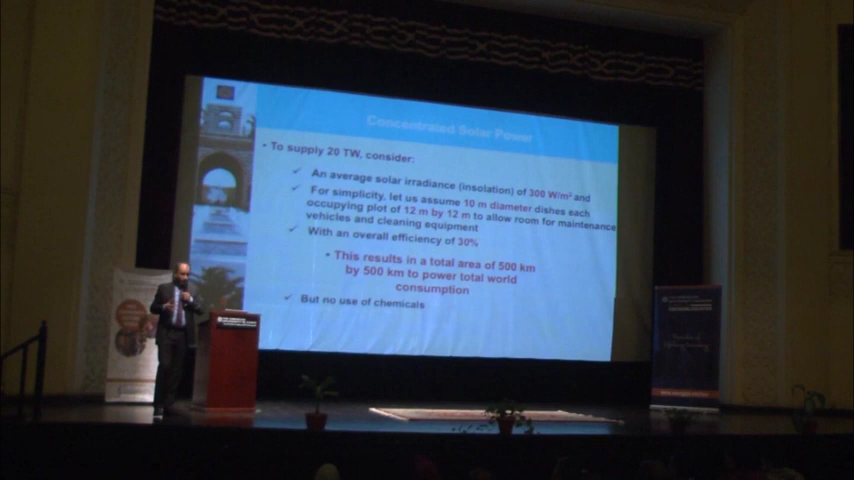 Concentrated Solar Power
• To supply 20 TW, consider:
✓ An average solar irradiance (insolation) of 300 W/m² and
✓ For simplicity, let us assume 10 m diameter dishes each
occupying plot of 12 m by 12 m to allow room for maintenance
vehicles and cleaning equipment
✓ With an overall efficiency of 30%
• This results in a total area of 500 km
by 500 km to power total world
consumption
✓ But no use of chemicals